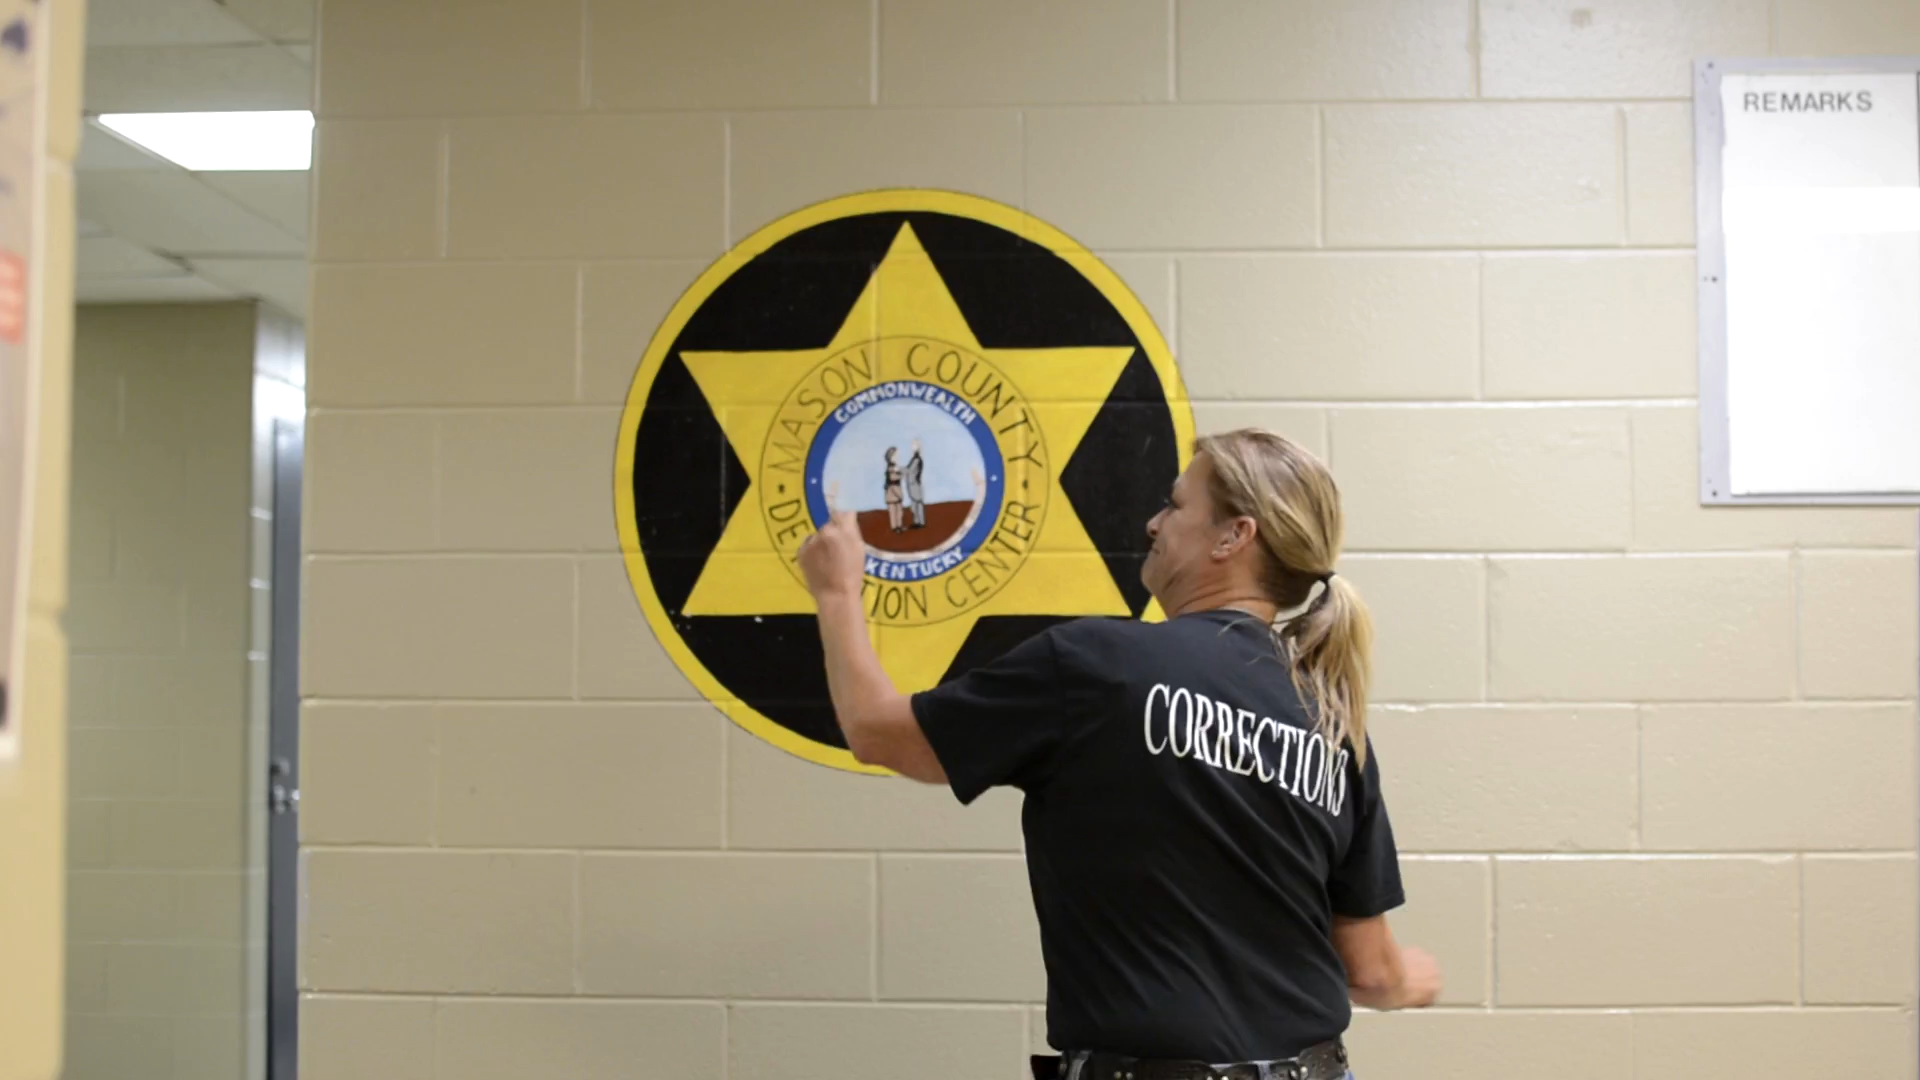 REMARKS
MASON COUNTY
COMMONWEALTH
KENTUCKY
CENTER
CORRECTIONS